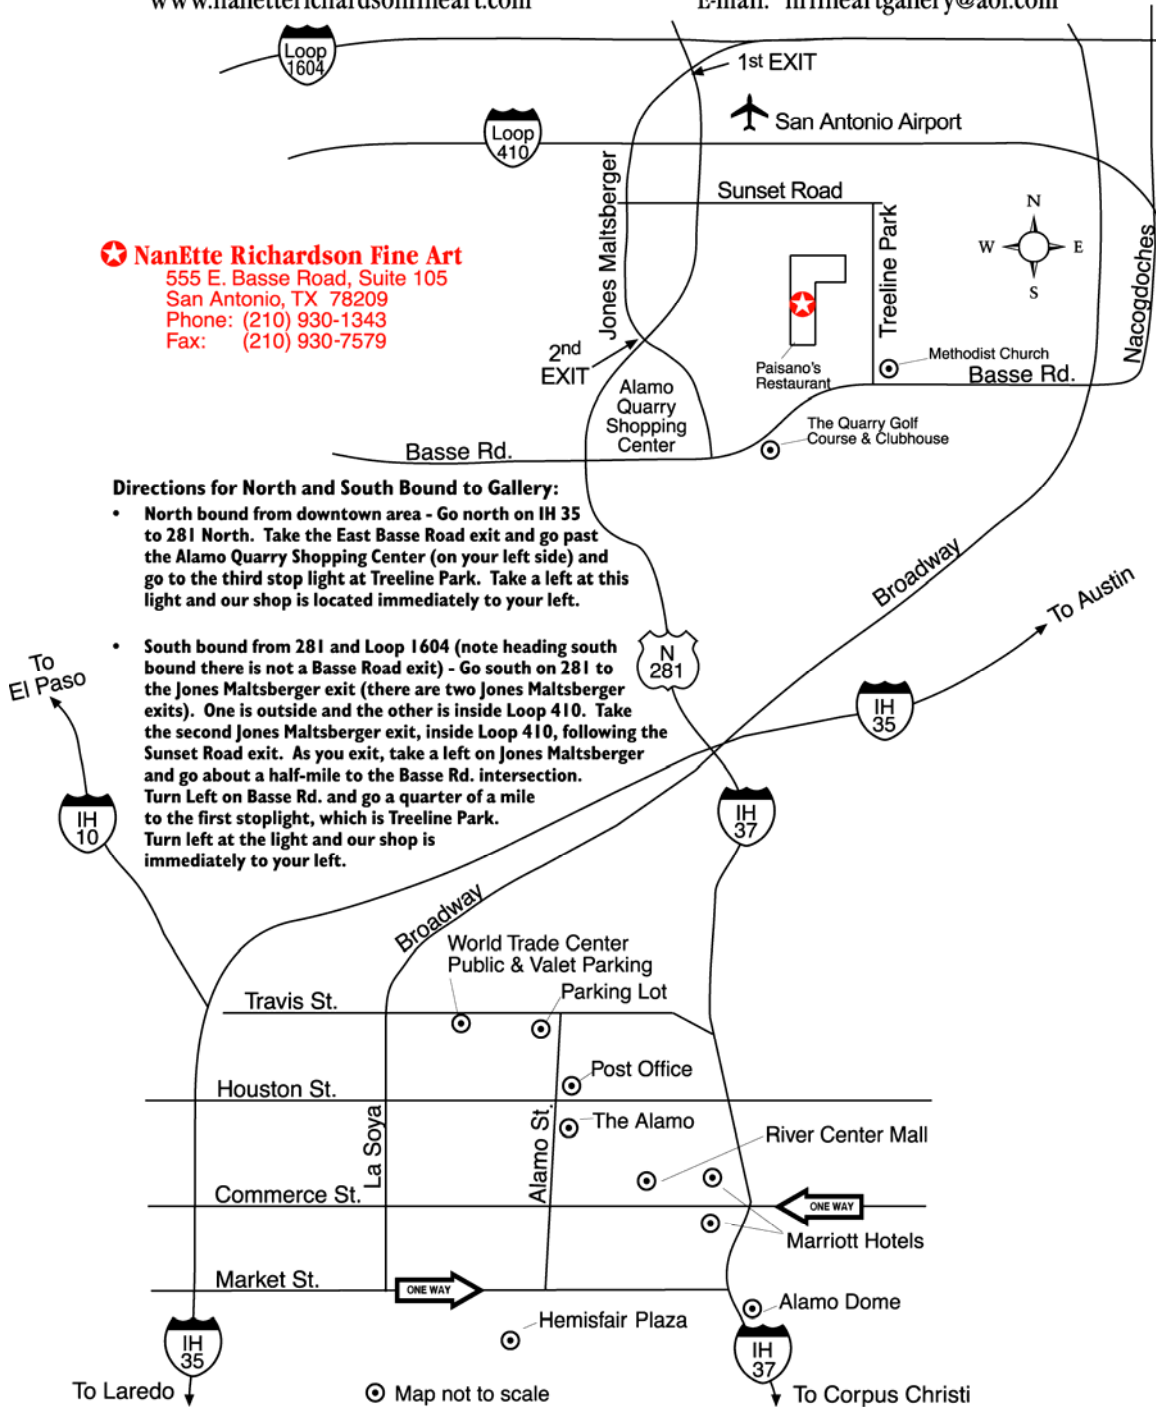 www.nanetterichardsonfineart.com
E-mail: nrfineartgallery@aol.com
Loop
1604
1st EXIT
San Antonio Airport
Loop
410
Jones Maltsberger
Sunset Road
Treeline Park
N
W
E
S
Nacogdoches
NanEtte Richardson Fine Art
555 E. Basse Road, Suite 105
San Antonio, TX 78209
Phone: (210) 930-1343
Fax: (210) 930-7579
2nd
EXIT
Paisano's
Restaurant
Methodist Church
Basse Rd.
Alamo
Quarry
Shopping
Center
The Quarry Golf
Course & Clubhouse
Basse Rd.
Directions for North and South Bound to Gallery:
• North bound from downtown area - Go north on IH 35
to 281 North. Take the East Basse Road exit and go past
the Alamo Quarry Shopping Center (on your left side) and
go to the third stop light at Treeline Park. Take a left at this
light and our shop is located immediately to your left.
• South bound from 281 and Loop 1604 (note heading south
bound there is not a Basse Road exit) - Go south on 281 to
the Jones Maltsberger exit (there are two Jones Maltsberger
exits). One is outside and the other is inside Loop 410. Take
the second Jones Maltsberger exit, inside Loop 410, following the
Sunset Road exit. As you exit, take a left on Jones Maltsberger
and go about a half-mile to the Basse Rd. intersection.
Turn Left on Basse Rd. and go a quarter of a mile
to the first stoplight, which is Treeline Park.
Turn left at the light and our shop is
immediately to your left.
Broadway
To Austin
N
281
To
El Paso
IH
35
IH
10
IH
37
Broadway
World Trade Center
Public & Valet Parking
Parking Lot
Travis St.
Post Office
Houston St.
La Soya
Alamo St.
The Alamo
River Center Mall
Commerce St.
ONE WAY
Marriott Hotels
Market St.
ONE WAY
Alamo Dome
Hemisfair Plaza
IH
35
IH
37
To Laredo
Map not to scale
To Corpus Christi